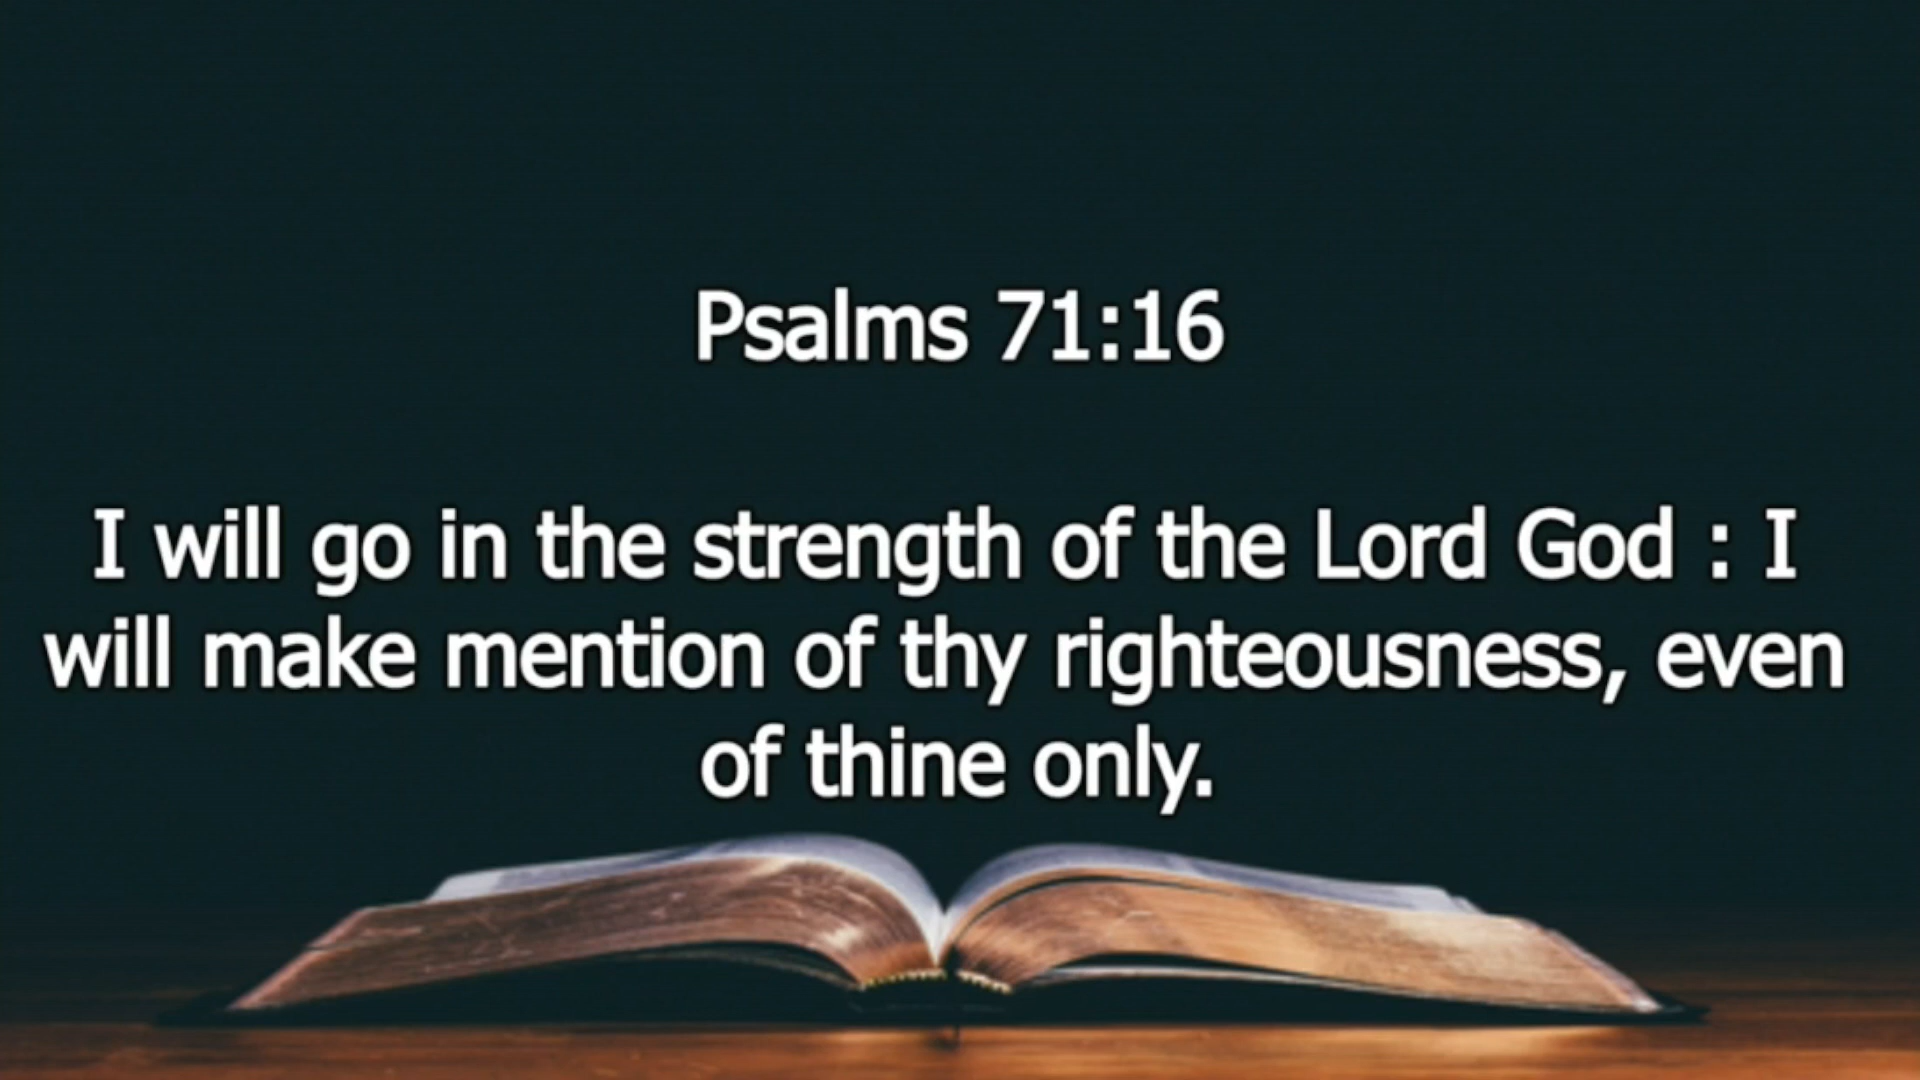 Psalms 71:16
I will go in the strength of the Lord God : I
will make mention of thy righteousness, even
of thine only.